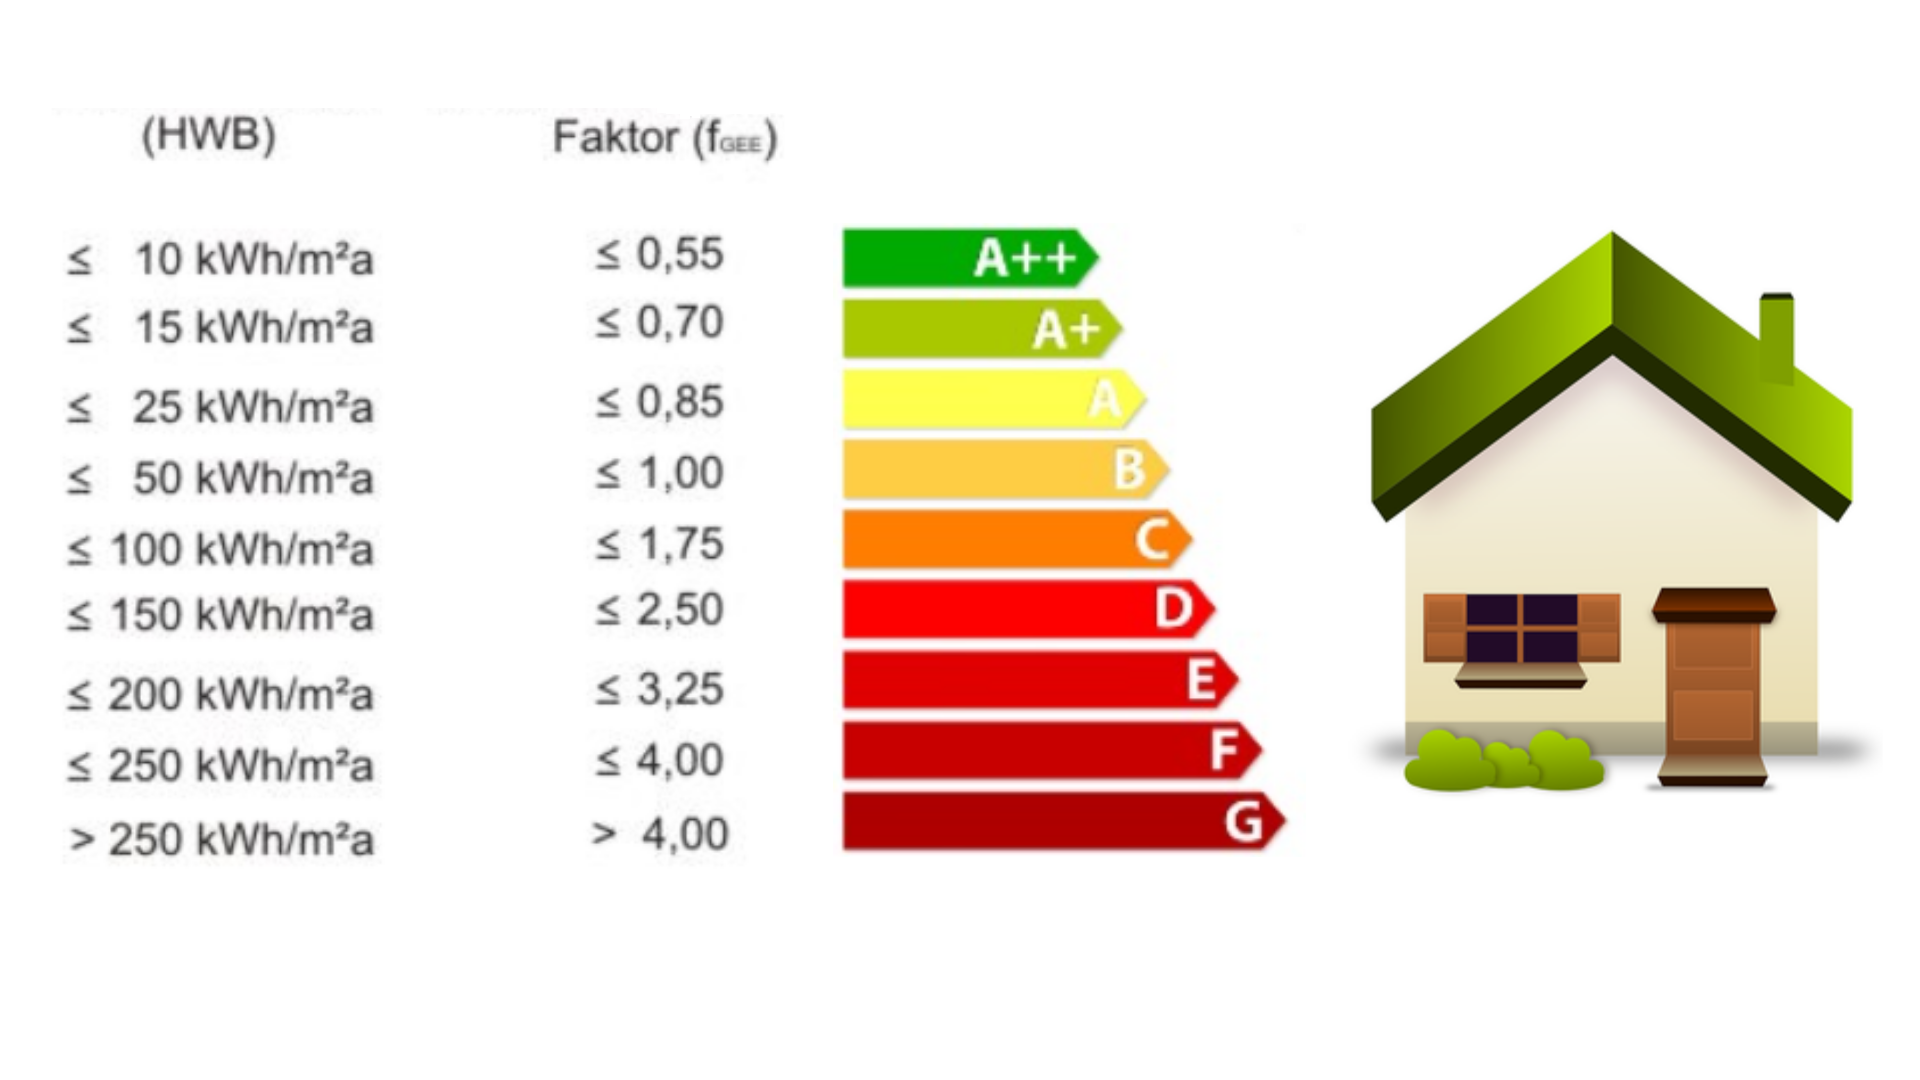 (HWB) Faktor (fGEE)
≤ 10 kWh/m²a ≤ 0,55 A++
≤ 15 kWh/m²a ≤ 0,70 A+
≤ 25 kWh/m²a ≤ 0,85 A
≤ 50 kWh/m²a ≤ 1,00 B
≤ 100 kWh/m²a ≤ 1,75 C
≤ 150 kWh/m²a ≤ 2,50 D
≤ 200 kWh/m²a ≤ 3,25 E
≤ 250 kWh/m²a ≤ 4,00 F
> 250 kWh/m²a > 4,00 G